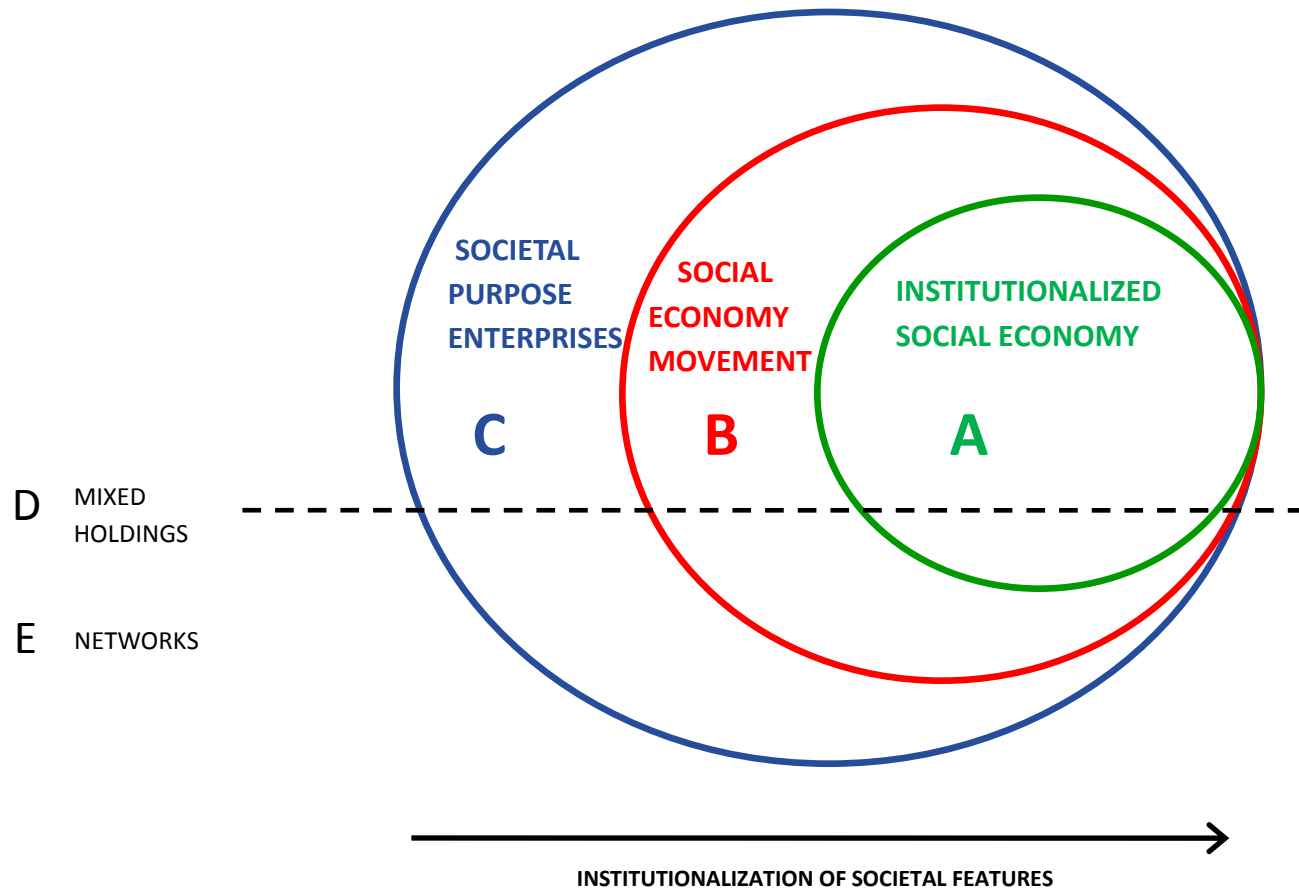 SOCIETAL
PURPOSE
ENTERPRISES
SOCIAL
ECONOMY
MOVEMENT
INSTITUTIONALIZED
SOCIAL ECONOMY
C
B
A
D MIXED
HOLDINGS
E NETWORKS
INSTITUTIONALIZATION OF SOCIETAL FEATURES